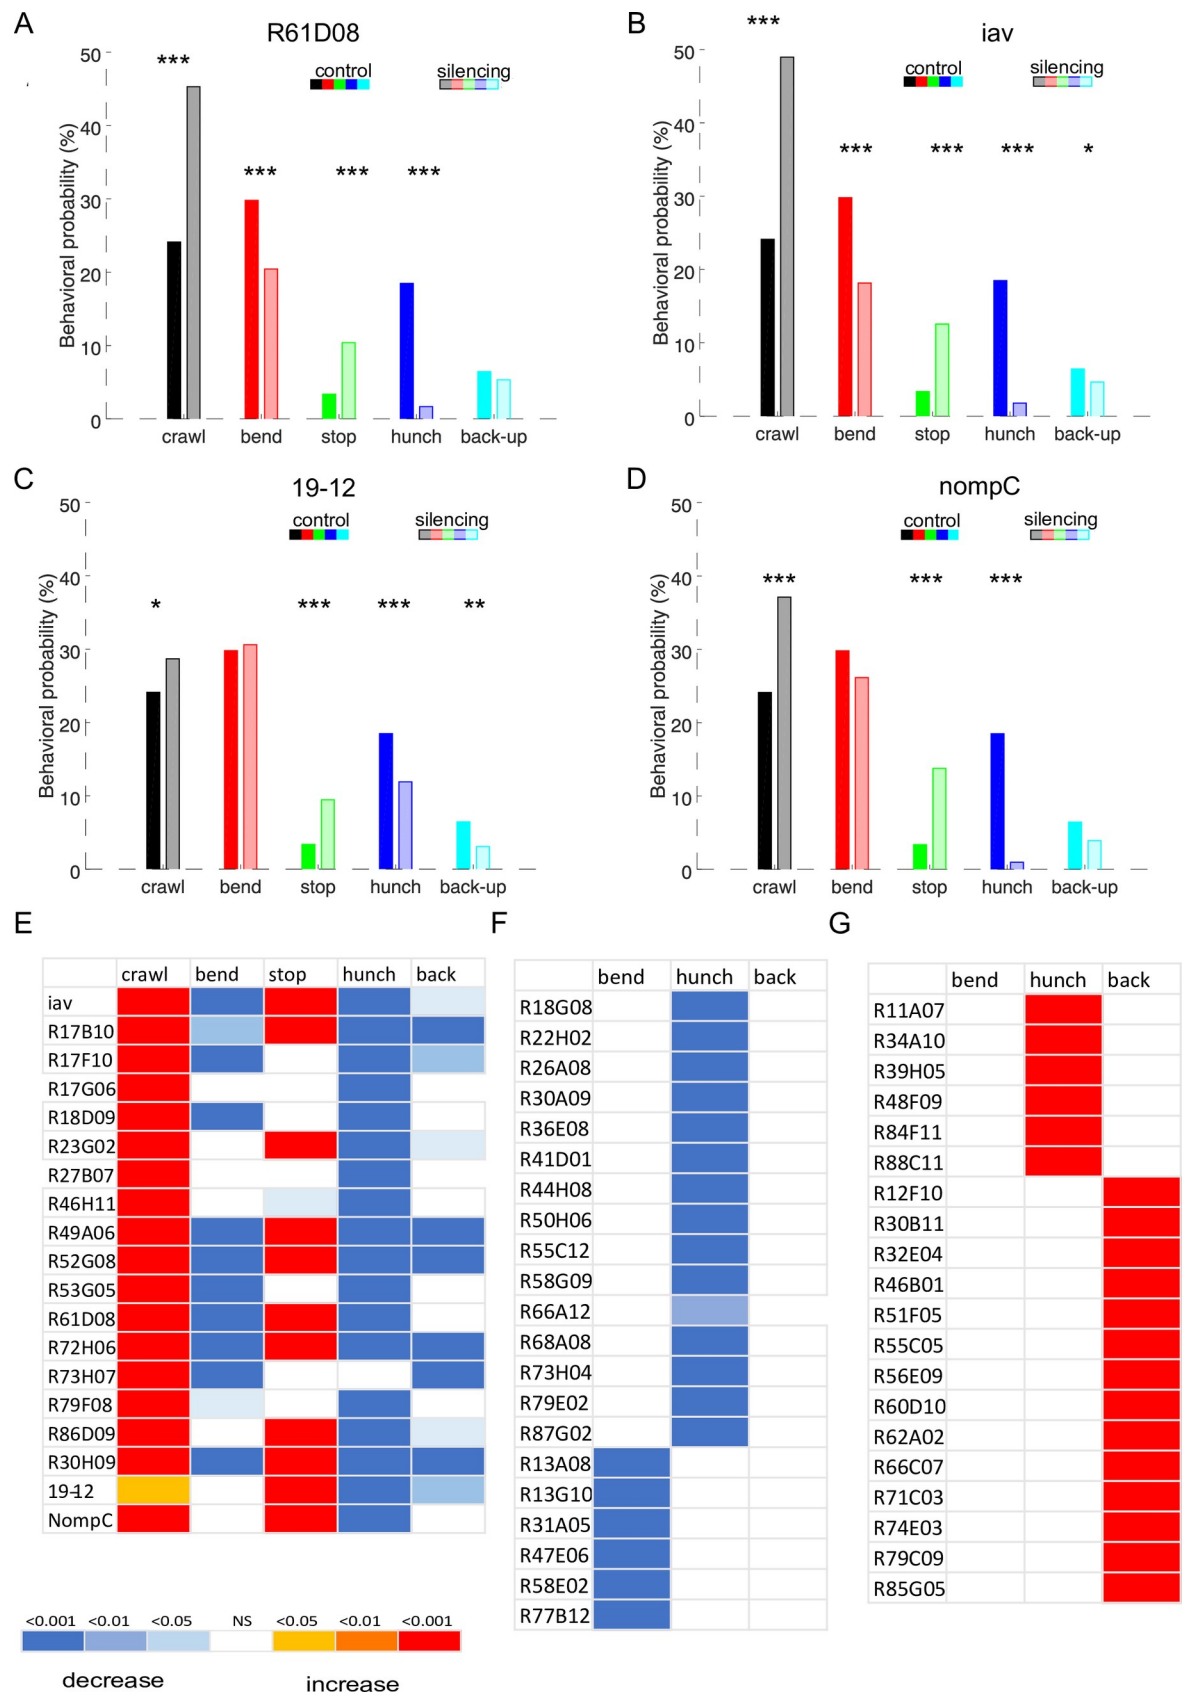 A
R61D08
control
silencing
Behavioral probability (%)
50
40
30
20
10
0
***
***
***
***
crawl
bend
stop
hunch
back-up
B
iav
control
silencing
Behavioral probability (%)
50
40
30
20
10
0
***
***
***
***
*
crawl
bend
stop
hunch
back-up
C
19-12
control
silencing
Behavioral probability (%)
50
40
30
20
10
0
*
***
***
**
crawl
bend
stop
hunch
back-up
D
nompC
control
silencing
Behavioral probability (%)
50
40
30
20
10
0
***
***
***
crawl
bend
stop
hunch
back-up
E
crawl bend stop hunch back
iav
R17B10
R17F10
R17G06
R18D09
R23G02
R27B07
R46H11
R49A06
R52G08
R53G05
R61D08
R72H06
R73H07
R79F08
R86D09
R30H09
19-12
NompC
<0.001 <0.01 <0.05 NS <0.05 <0.01 <0.001
decrease increase
F
bend hunch back
R18G08
R22H02
R26A08
R30A09
R36E08
R41D01
R44H08
R50H06
R55C12
R58G09
R66A12
R68A08
R73H04
R79E02
R87G02
R13A08
R13G10
R31A05
R47E06
R58E02
R77B12
G
bend hunch back
R11A07
R34A10
R39H05
R48F09
R84F11
R88C11
R12F10
R30B11
R32E04
R46B01
R51F05
R55C05
R56E09
R60D10
R62A02
R66C07
R71C03
R74E03
R79C09
R85G05